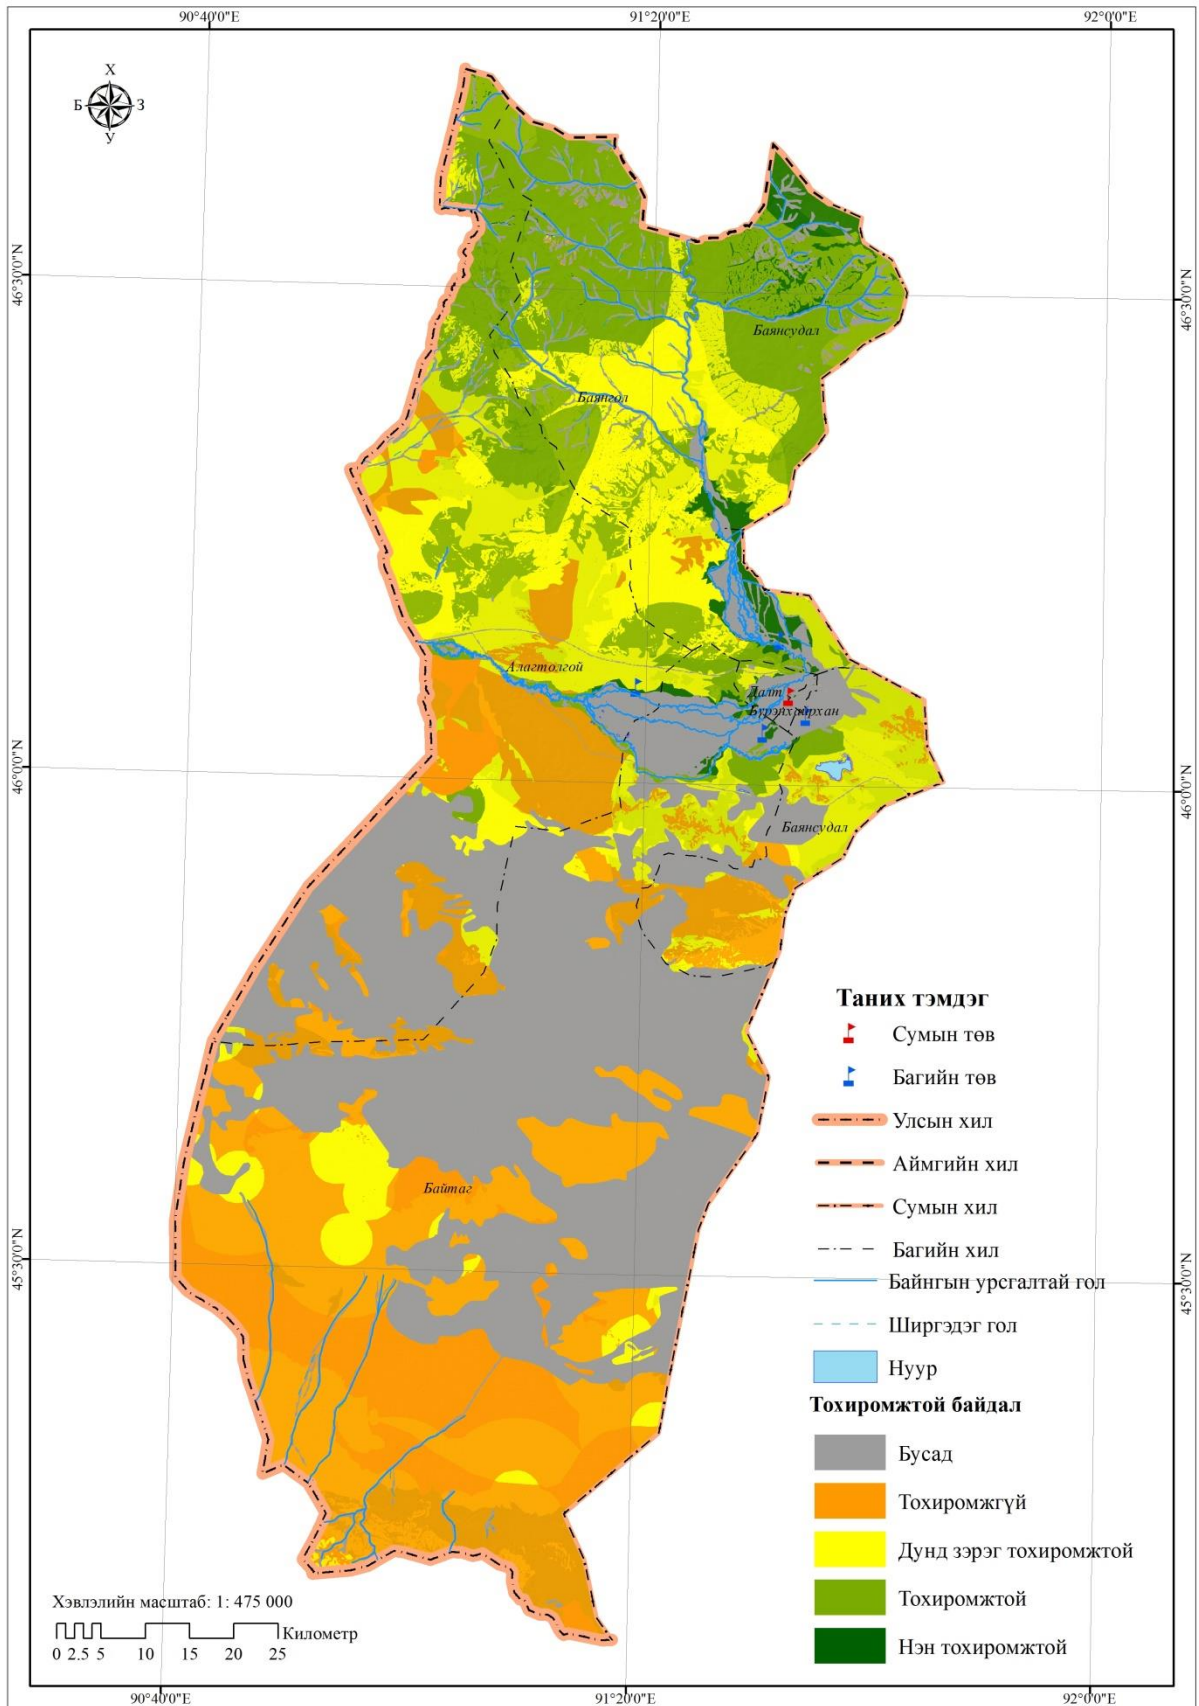 90°40'0"E
91°20'0"E
92°0'0"E
Х
Б
З
У
46°30'0"N
46°30'0"N
Баянсудал
Баянгол
Алагтолгой
Далт
Бүрэнхайрхан
46°0'0"N
46°0'0"N
Баянсудал
Байтаг
45°30'0"N
45°30'0"N
Таних тэмдэг
Сумын төв
Багийн төв
Улсын хил
Аймгийн хил
Сумын хил
Багийн хил
Байнгын урсгалтай гол
Ширгэдэг гол
Нуур
Тохиромжтой байдал
Бусад
Тохиромжгүй
Дунд зэрэг тохиромжтой
Тохиромжтой
Нэн тохиромжтой
Хэвлэлийн масштаб: 1: 475 000
Километр
0 2.5 5 10 15 20 25
90°40'0"E
91°20'0"E
92°0'0"E